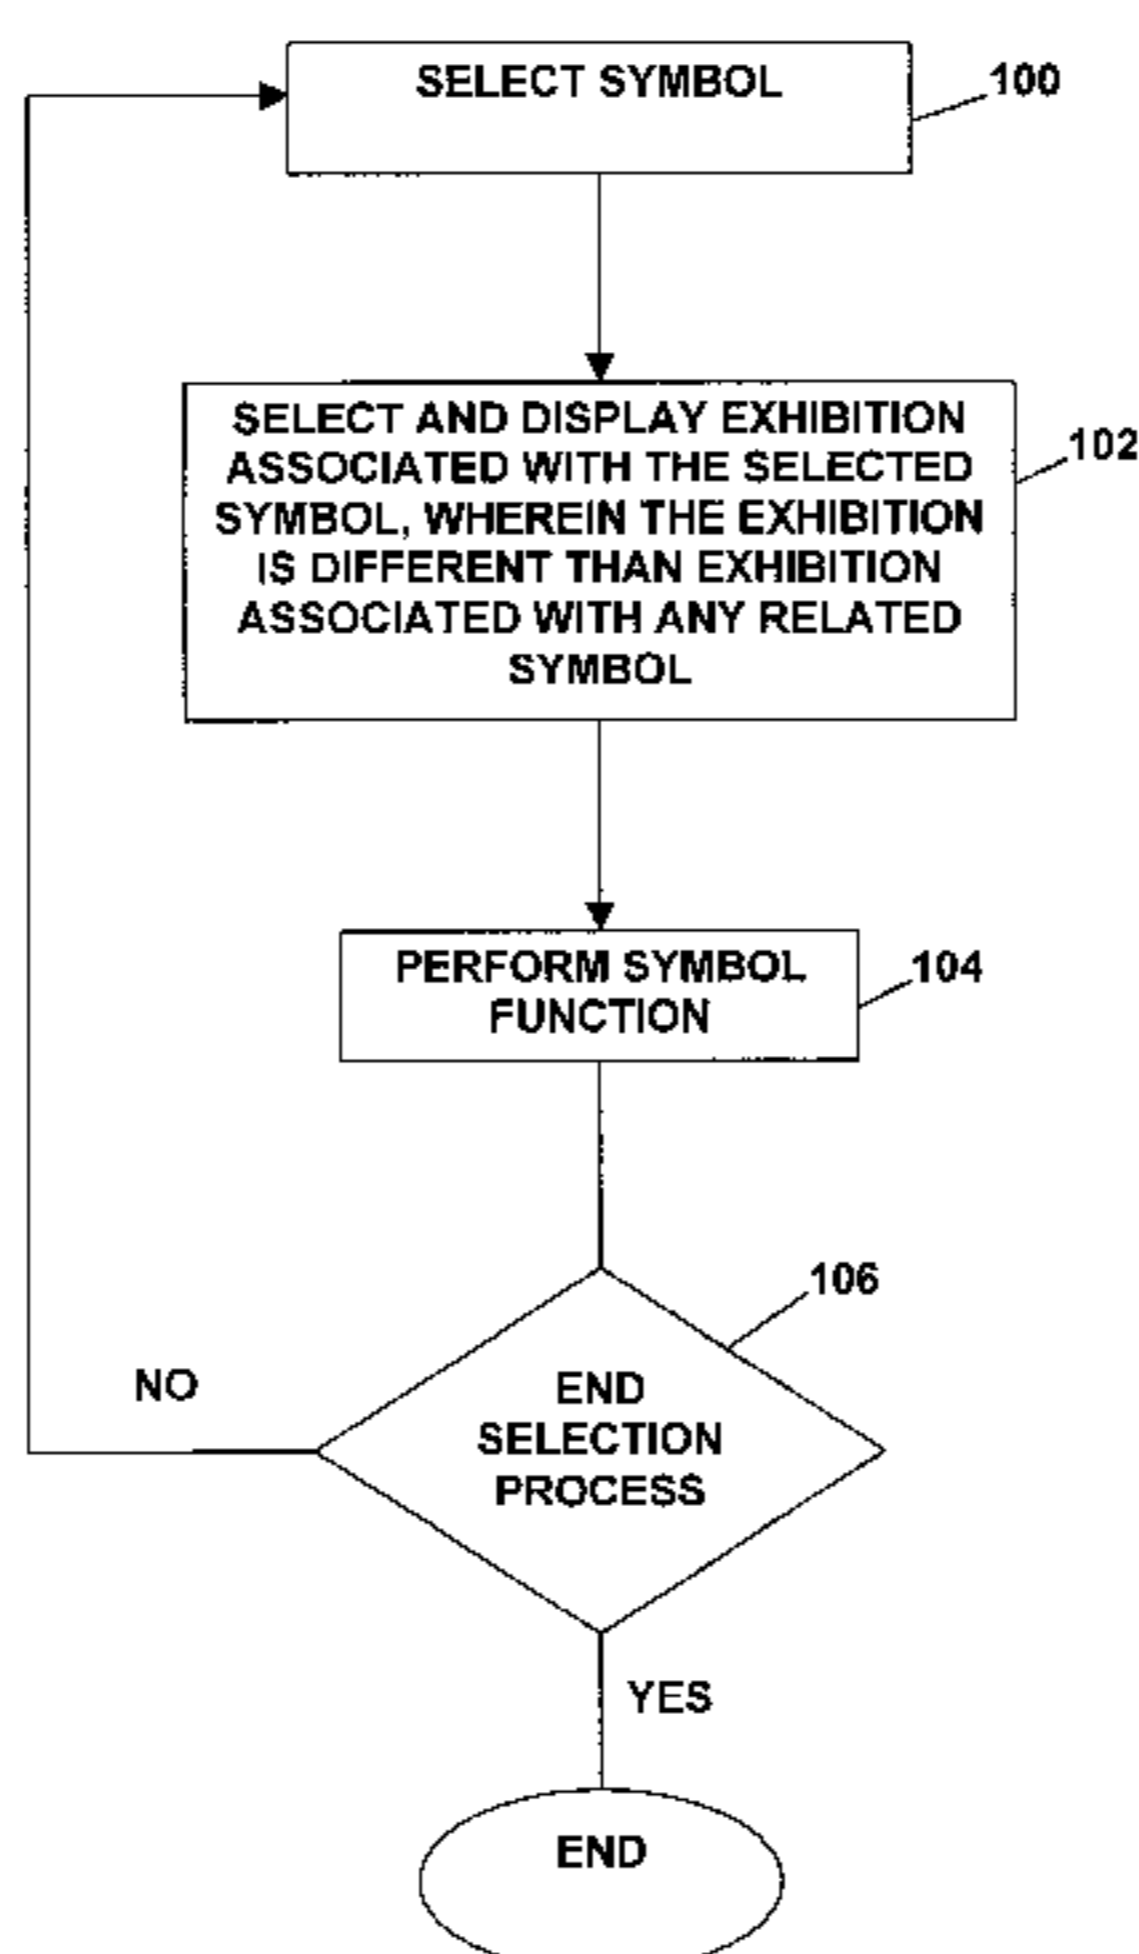 SELECT SYMBOL
100
SELECT AND DISPLAY EXHIBITION
ASSOCIATED WITH THE SELECTED
SYMBOL, WHEREIN THE EXHIBITION
IS DIFFERENT THAN EXHIBITION
ASSOCIATED WITH ANY RELATED
SYMBOL
102
PERFORM SYMBOL
FUNCTION
104
106
END
SELECTION
PROCESS
NO
YES
END